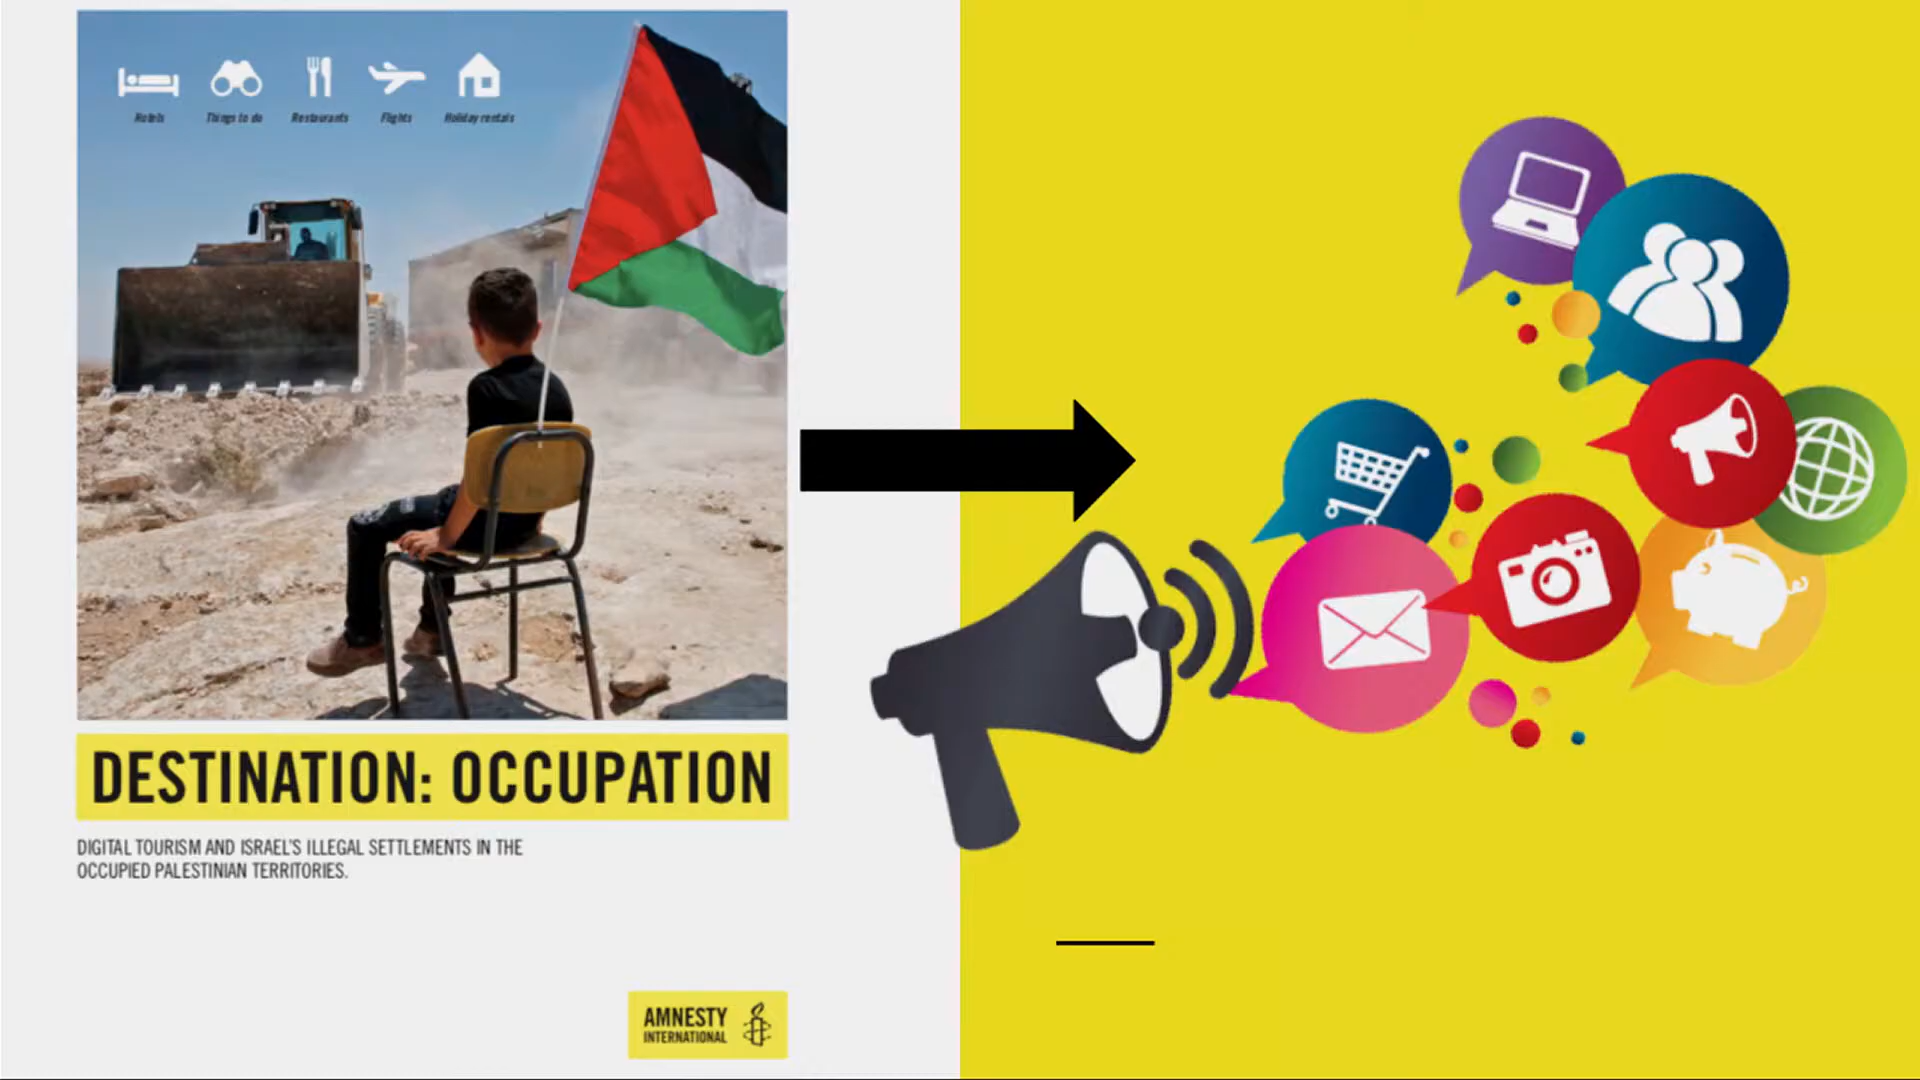 Hotels
Things to do
Restaurants
Flights
Holiday rentals
DESTINATION: OCCUPATION
DIGITAL TOURISM AND ISRAEL'S ILLEGAL SETTLEMENTS IN THE
OCCUPIED PALESTINIAN TERRITORIES.
AMNESTY
INTERNATIONAL